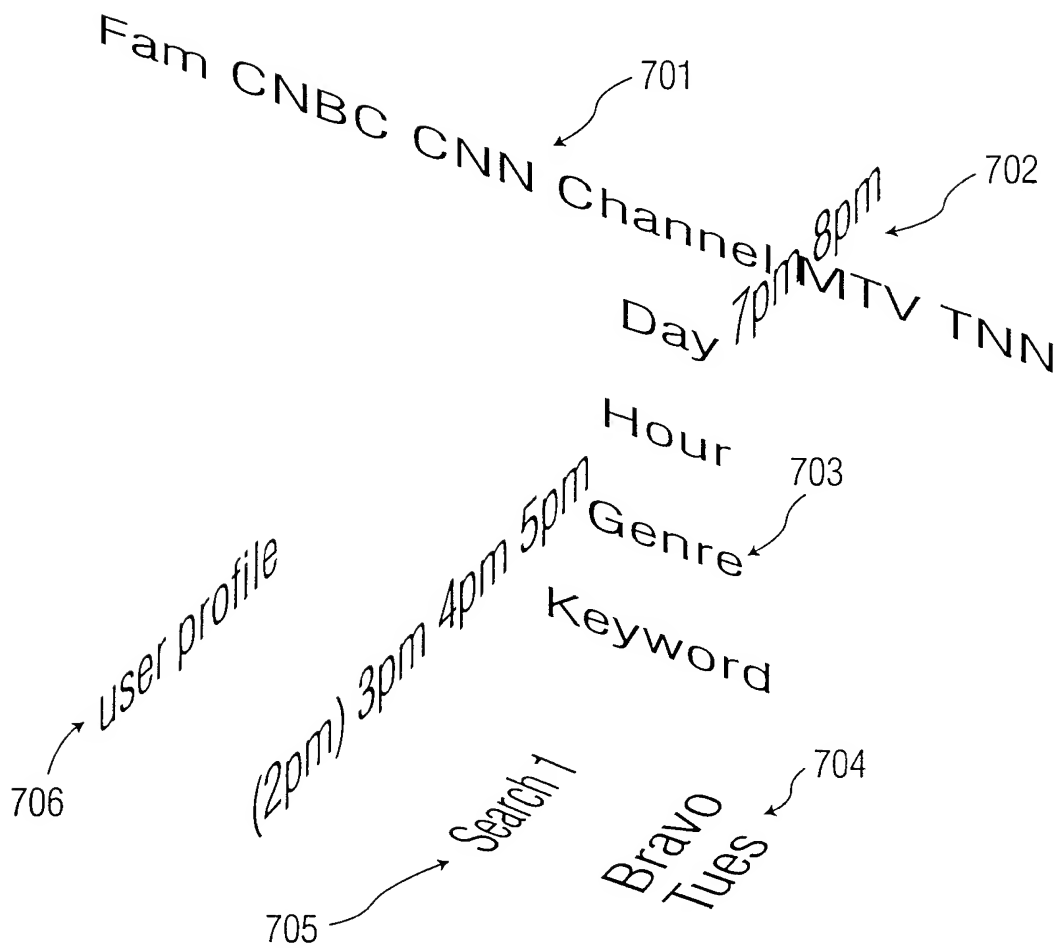 Fam CNBC CNN Channel MTV TNN
701
702
7pm 8pm
Day
Hour
703
Genre
Keyword
(2pm) 3pm 4pm 5pm
user profile
706
704
Search 1
705
Bravo
Tues